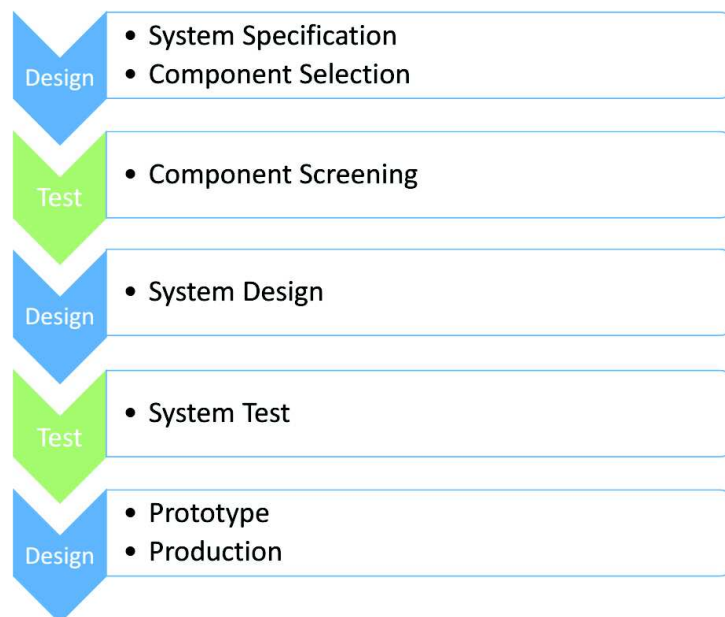 Design
• System Specification
• Component Selection
Test
• Component Screening
Design
• System Design
Test
• System Test
Design
• Prototype
• Production